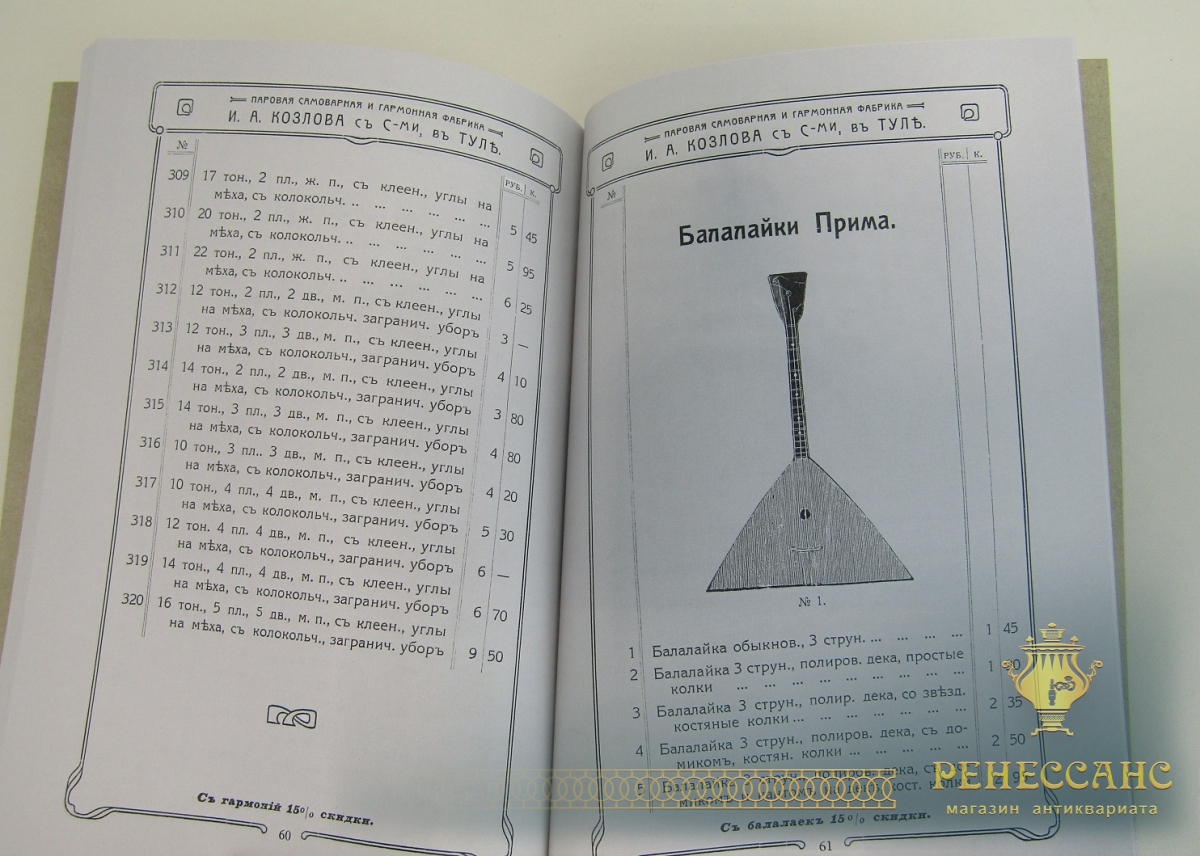 ПАРОВАЯ САМОВАРНАЯ И ГАРМОННАЯ ФАБРИКА
И. А. КОЗЛОВА съ С-ми, въ ТУЛѢ.
№ РУБ. К.
309 17 тон., 2 пл., ж. п., съ клеен., углы на
мѣха, съ колокольч. .. ... ... ... ... ... 5 45
310 20 тон., 2 пл., ж. п., съ клеен., углы на
мѣха, съ колокольч. .. ... ... ... ... ... 5 95
311 22 тон., 2 пл., ж. п., съ клеен., углы на
мѣха, съ колокольч. .. ... ... ... ... ... 6 25
312 12 тон., 2 пл., 2 дв., м. п., съ клеен., углы
на мѣха, съ колокольч. загранич. уборъ 3 —
313 12 тон., 3 пл., 3 дв., м. п., съ клеен., углы
на мѣха, съ колокольч., загранич. уборъ 4 10
314 14 тон., 2 пл., 2 дв., м. п., съ клеен., углы
на мѣха, съ колокольч., загранич. уборъ 3 80
315 14 тон., 3 пл., 3 дв., м. п., съ клеен., углы
на мѣха, съ колокольч., загранич. уборъ 4 80
316 10 тон., 3 пл.. 3 дв., м. п., съ клеен., углы
на мѣха, съ колокольч., загранич. уборъ 4 20
317 10 тон., 4 пл., 4 дв., м. п., съ клеен., углы
на мѣха, съ колокольч., загранич. уборъ 5 30
318 12 тон. 4 пл. 4 дв., м. п., съ клеен., углы
на мѣха, съ колокольч., загранич. уборъ 6 —
319 14 тон., 4 пл., 4 дв., м. п., съ клеен., углы
на мѣха, съ колокольч., загранич. уборъ 6 70
320 16 тон., 5 пл., 5 дв., м. п., съ клеен., углы
на мѣха, съ колокольч., загранич. уборъ 9 50
Съ гармоній 15% скидки.
60
ПАРОВАЯ САМОВАРНАЯ И ГАРМОННАЯ ФАБРИКА
И. А. КОЗЛОВА съ С-ми, въ ТУЛѢ.
№ РУБ. К.
Балалайки Прима.
№ 1.
1 Балалайка обыкнов., 3 струн. ... ... ... ... 1 45
2 Балалайка 3 струн., полиров. дека, простые
колки ... ... ... ... ... ... ... ... 1
3 Балалайка 3 струн., полир. дека, со звѣзд.
костяные колки ... ... ... ... ... ... 2 35
4 Балалайка 3 струн., полиров. дека, съ до-
микомъ, костян. колки ... ... ... ... ... 2 50
5 Балалайка 3 струн., полиров. дека, съ
микомъ кост. колки 2
Съ балалаекъ 15% скидки.
61
РЕНЕССАНС
магазин антиквариата